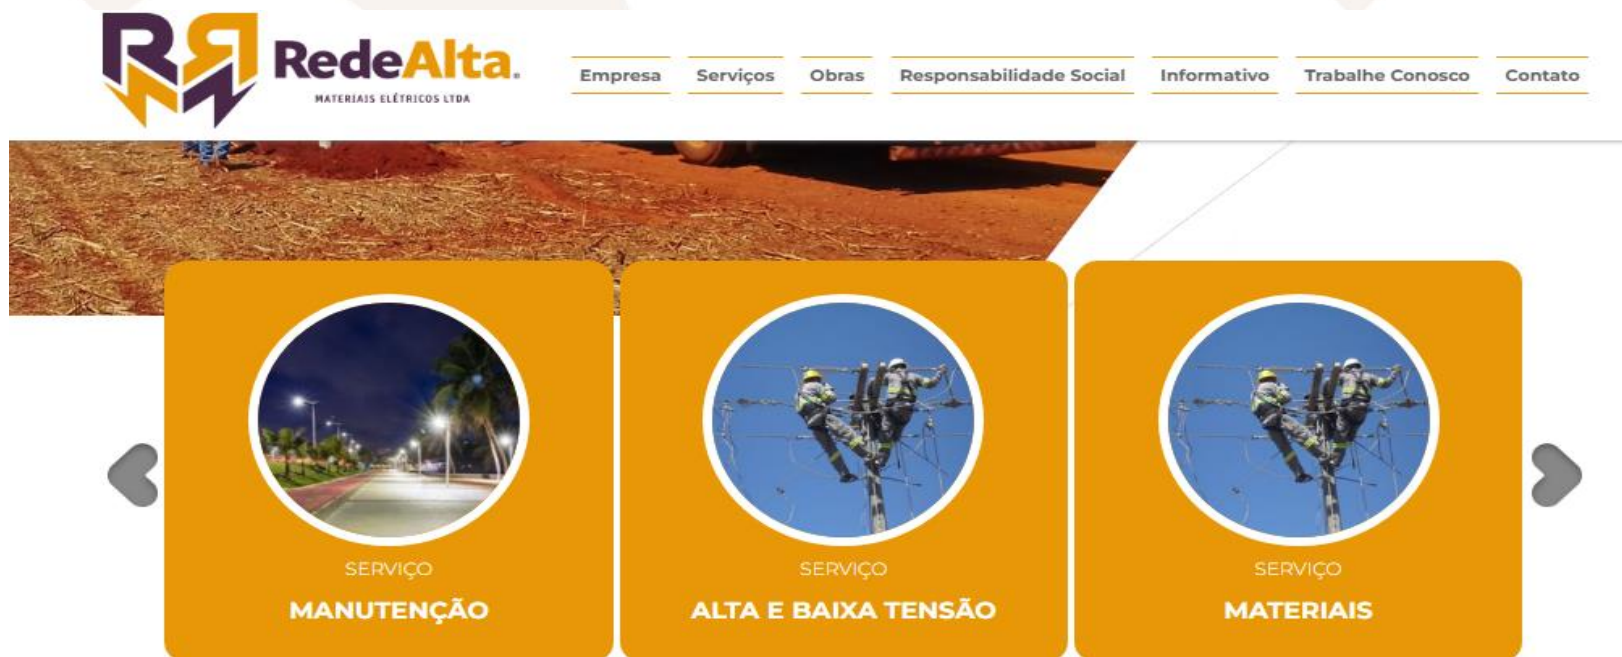 RedeAlta.
MATERIAIS ELÉTRICOS LTDA
Empresa Serviços Obras Responsabilidade Social Informativo Trabalhe Conosco Contato
SERVIÇO
MANUTENÇÃO
SERVIÇO
ALTA E BAIXA TENSÃO
SERVIÇO
MATERIAIS